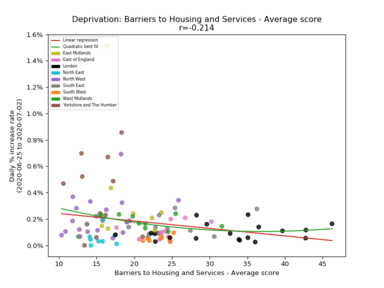 Deprivation: Barriers to Housing and Services - Average score
r=-0.214
Daily % increase rate
(2020-06-25 to 2020-07-02)
1.6%
1.4%
1.2%
1.0%
0.8%
0.6%
0.4%
0.2%
0.0%
Linear regression
Quadratic best fit
East Midlands
East of England
London
North East
North West
South East
South West
West Midlands
Yorkshire and The Humber
10
15
20
25
30
35
40
45
Barriers to Housing and Services - Average score